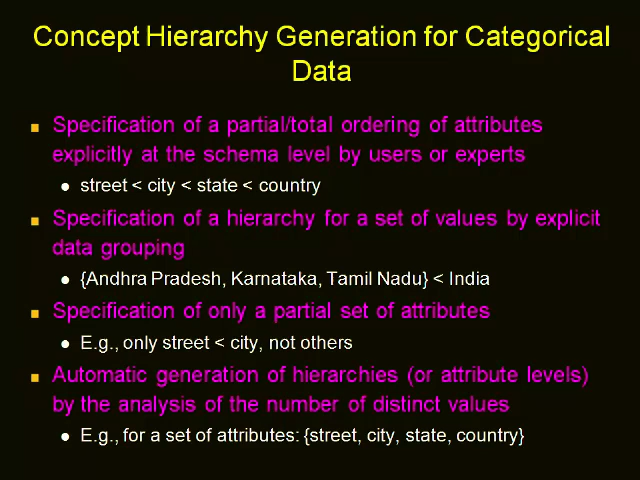 Concept Hierarchy Generation for Categorical
Data
Specification of a partial/total ordering of attributes
explicitly at the schema level by users or experts
street < city < state < country
Specification of a hierarchy for a set of values by explicit
data grouping
{Andhra Pradesh, Karnataka, Tamil Nadu} < India
Specification of only a partial set of attributes
E.g., only street < city, not others
Automatic generation of hierarchies (or attribute levels)
by the analysis of the number of distinct values
E.g., for a set of attributes: {street, city, state, country}